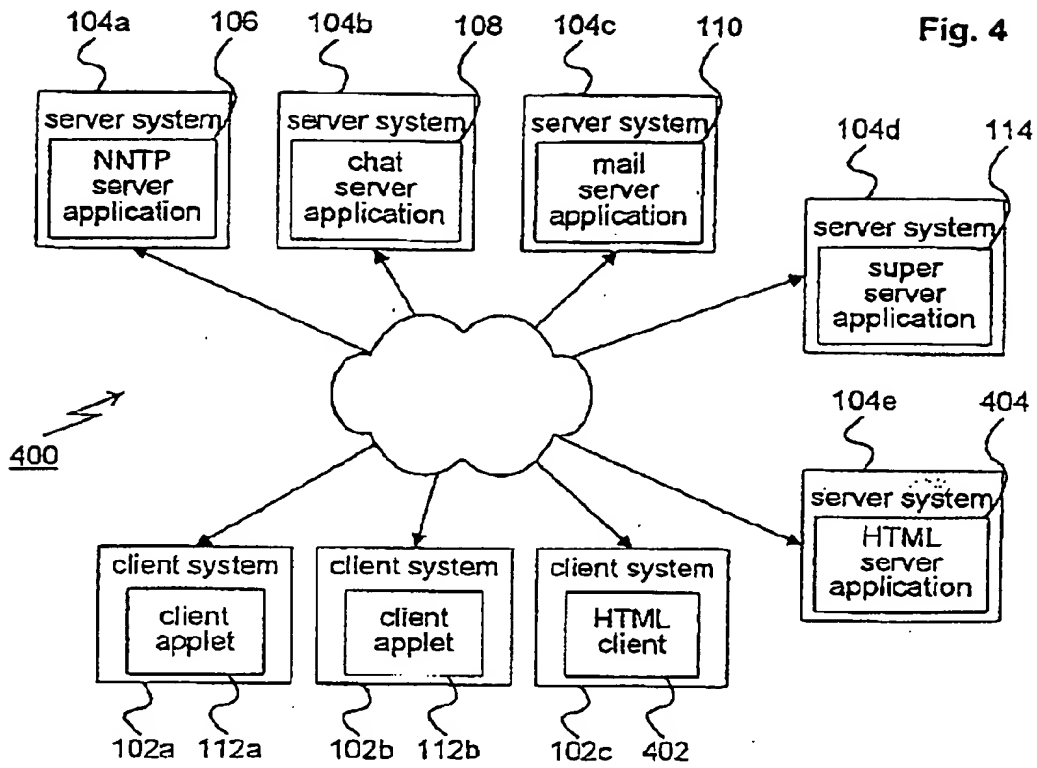 104a 106 104b 108 104c 110 Fig. 4
server system
NNTP
server
application
server system
chat
server
application
server system
mail
server
application
104d 114
server system
super
server
application
400
104e 404
server system
HTML
server
application
client system
client
applet
client system
client
applet
client system
HTML
client
102a 112a 102b 112b 102c 402